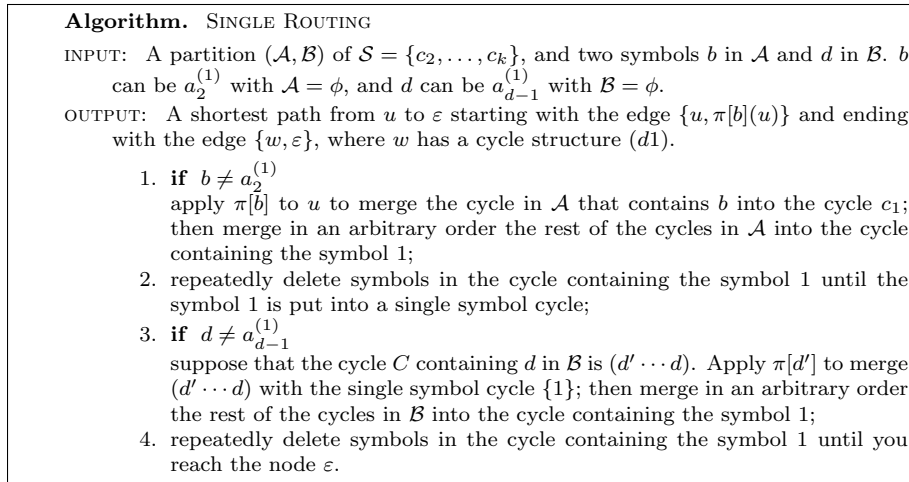 Algorithm. SINGLE ROUTING
INPUT: A partition (𝒜, ℬ) of 𝒮 = {c₂, . . . , cₖ}, and two symbols b in 𝒜 and d in ℬ. b
can be a_2^{(1)} with 𝒜 = ϕ, and d can be a_{d−1}^{(1)} with ℬ = ϕ.
OUTPUT: A shortest path from u to ε starting with the edge {u, π[b](u)} and ending
with the edge {w, ε}, where w has a cycle structure (d1).
1. if b ≠ a_2^{(1)}
apply π[b] to u to merge the cycle in 𝒜 that contains b into the cycle c₁;
then merge in an arbitrary order the rest of the cycles in 𝒜 into the cycle
containing the symbol 1;
2. repeatedly delete symbols in the cycle containing the symbol 1 until the
symbol 1 is put into a single symbol cycle;
3. if d ≠ a_{d−1}^{(1)}
suppose that the cycle C containing d in ℬ is (d′ ··· d). Apply π[d′] to merge
(d′ ··· d) with the single symbol cycle {1}; then merge in an arbitrary order
the rest of the cycles in ℬ into the cycle containing the symbol 1;
4. repeatedly delete symbols in the cycle containing the symbol 1 until you
reach the node ε.